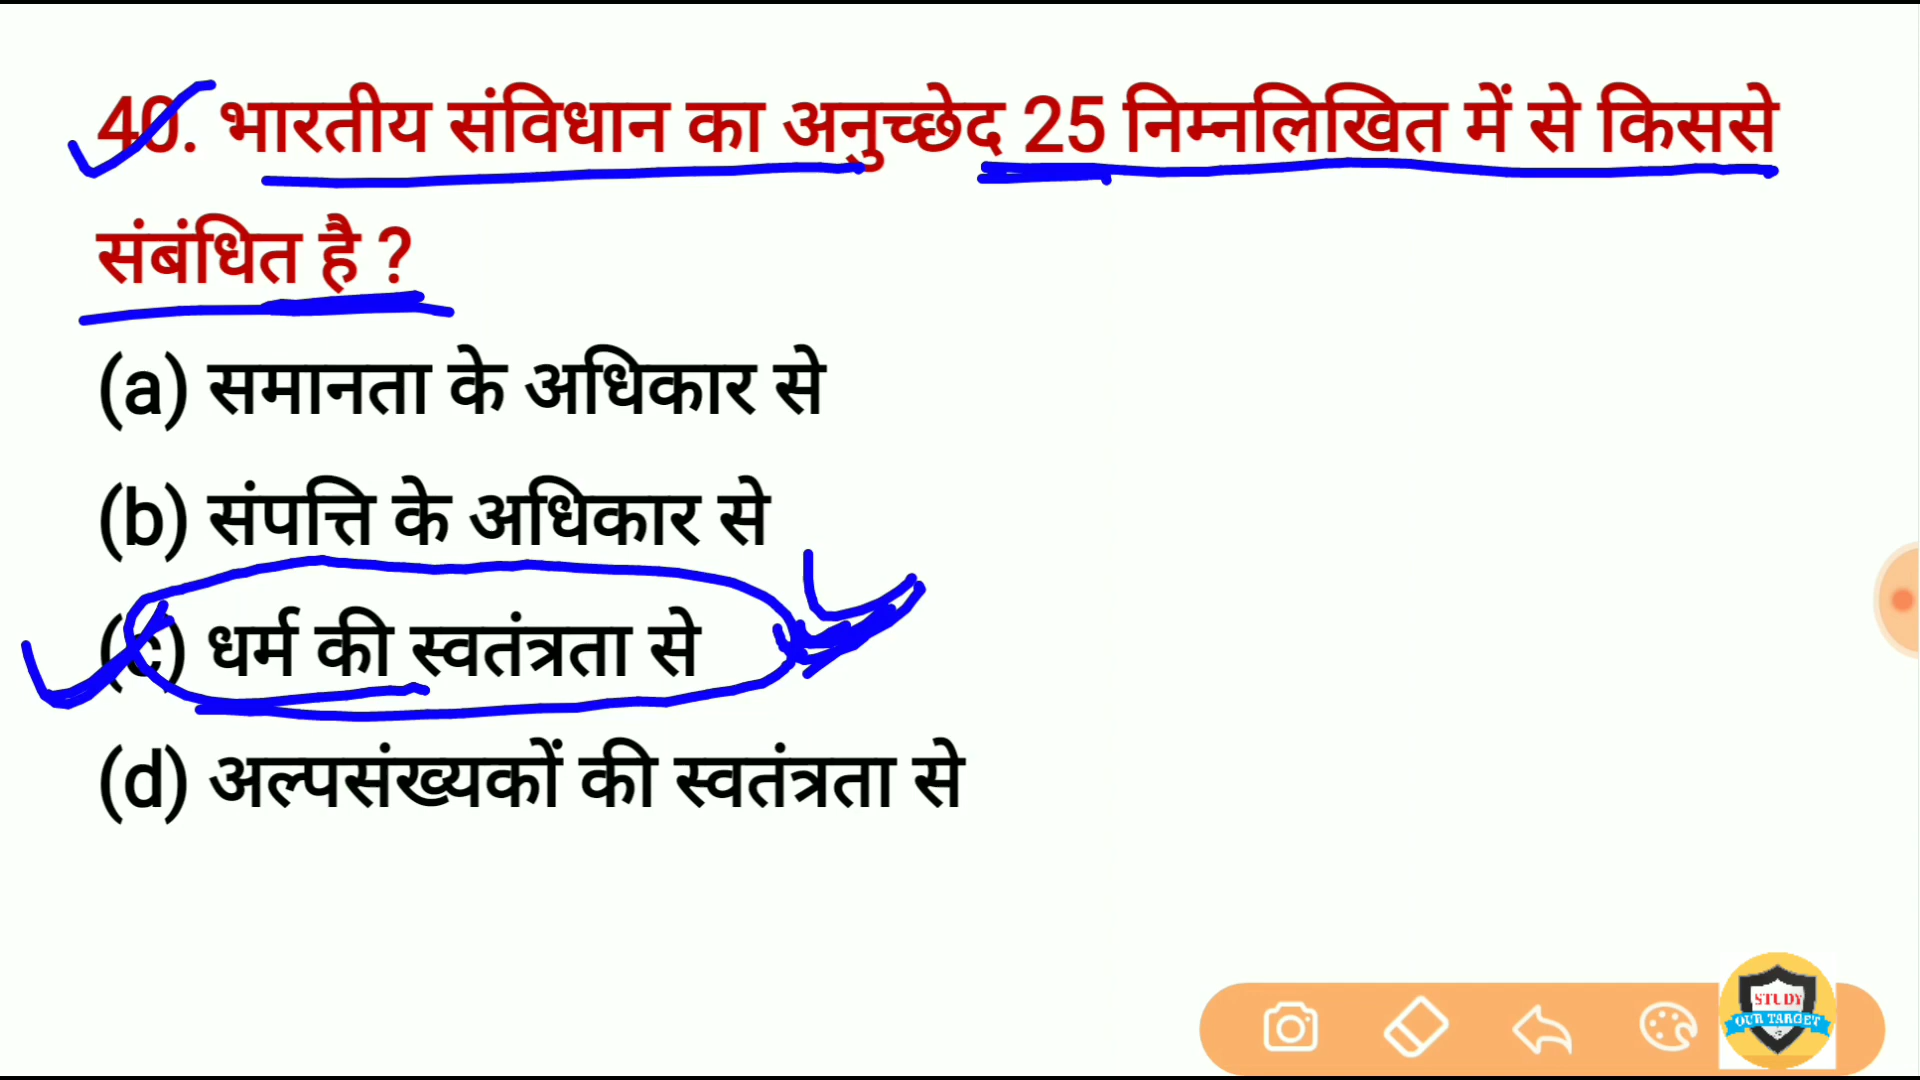 40. भारतीय संविधान का अनुच्छेद 25 निम्नलिखित में से किससे
संबंधित है ?
(a) समानता के अधिकार से
(b) संपत्ति के अधिकार से
(c) धर्म की स्वतंत्रता से
(d) अल्पसंख्यकों की स्वतंत्रता से
STUDY
OUR TARGET